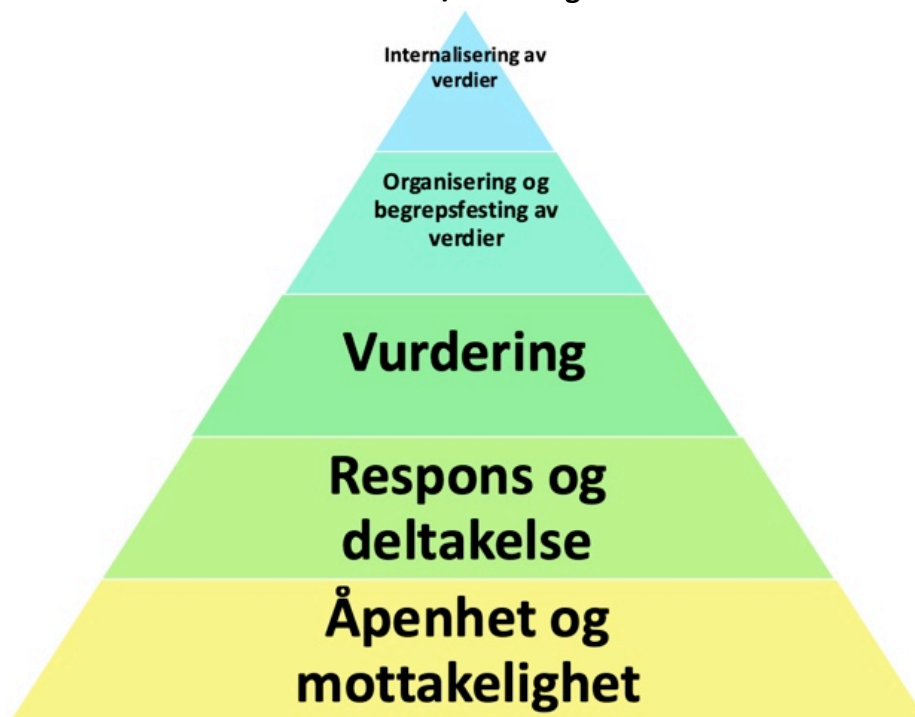 Internalisering av
verdier
Organisering og
begrepsfesting av
verdier
Vurdering
Respons og
deltakelse
Åpenhet og
mottakelighet